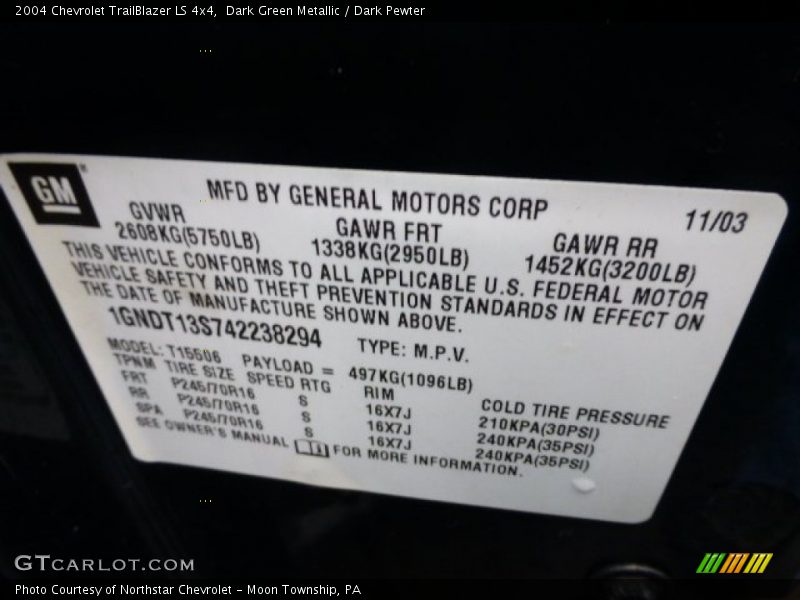 2004 Chevrolet TrailBlazer LS 4x4, Dark Green Metallic / Dark Pewter
GM
MFD BY GENERAL MOTORS CORP
11/03
GVWR GAWR FRT GAWR RR
2608KG(5750LB) 1338KG(2950LB) 1452KG(3200LB)
THIS VEHICLE CONFORMS TO ALL APPLICABLE U.S. FEDERAL MOTOR
VEHICLE SAFETY AND THEFT PREVENTION STANDARDS IN EFFECT ON
THE DATE OF MANUFACTURE SHOWN ABOVE.
1GNDT13S742238294 TYPE: M.P.V.
MODEL: T15506 PAYLOAD = 497KG(1096LB)
TPNM TIRE SIZE SPEED RTG RIM COLD TIRE PRESSURE
FRT P245/70R16 S 16X7J 210KPA(30PSI)
RR P245/70R16 S 16X7J 240KPA(35PSI)
SPA P245/70R16 S 16X7J 240KPA(35PSI)
SEE OWNER'S MANUAL FOR MORE INFORMATION.
GTCARLOT.COM
Photo Courtesy of Northstar Chevrolet - Moon Township, PA